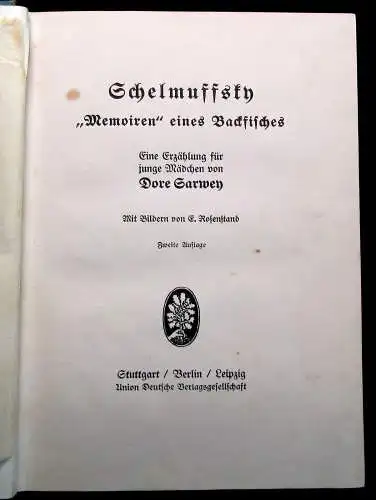 Schelmuffsky
„Memoiren“ eines Backfisches
Eine Erzählung für
junge Mädchen von
Dore Sarwey
Mit Bildern von E. Rosenstand
Zweite Auflage
Stuttgart / Berlin / Leipzig
Union Deutsche Verlagsgesellschaft